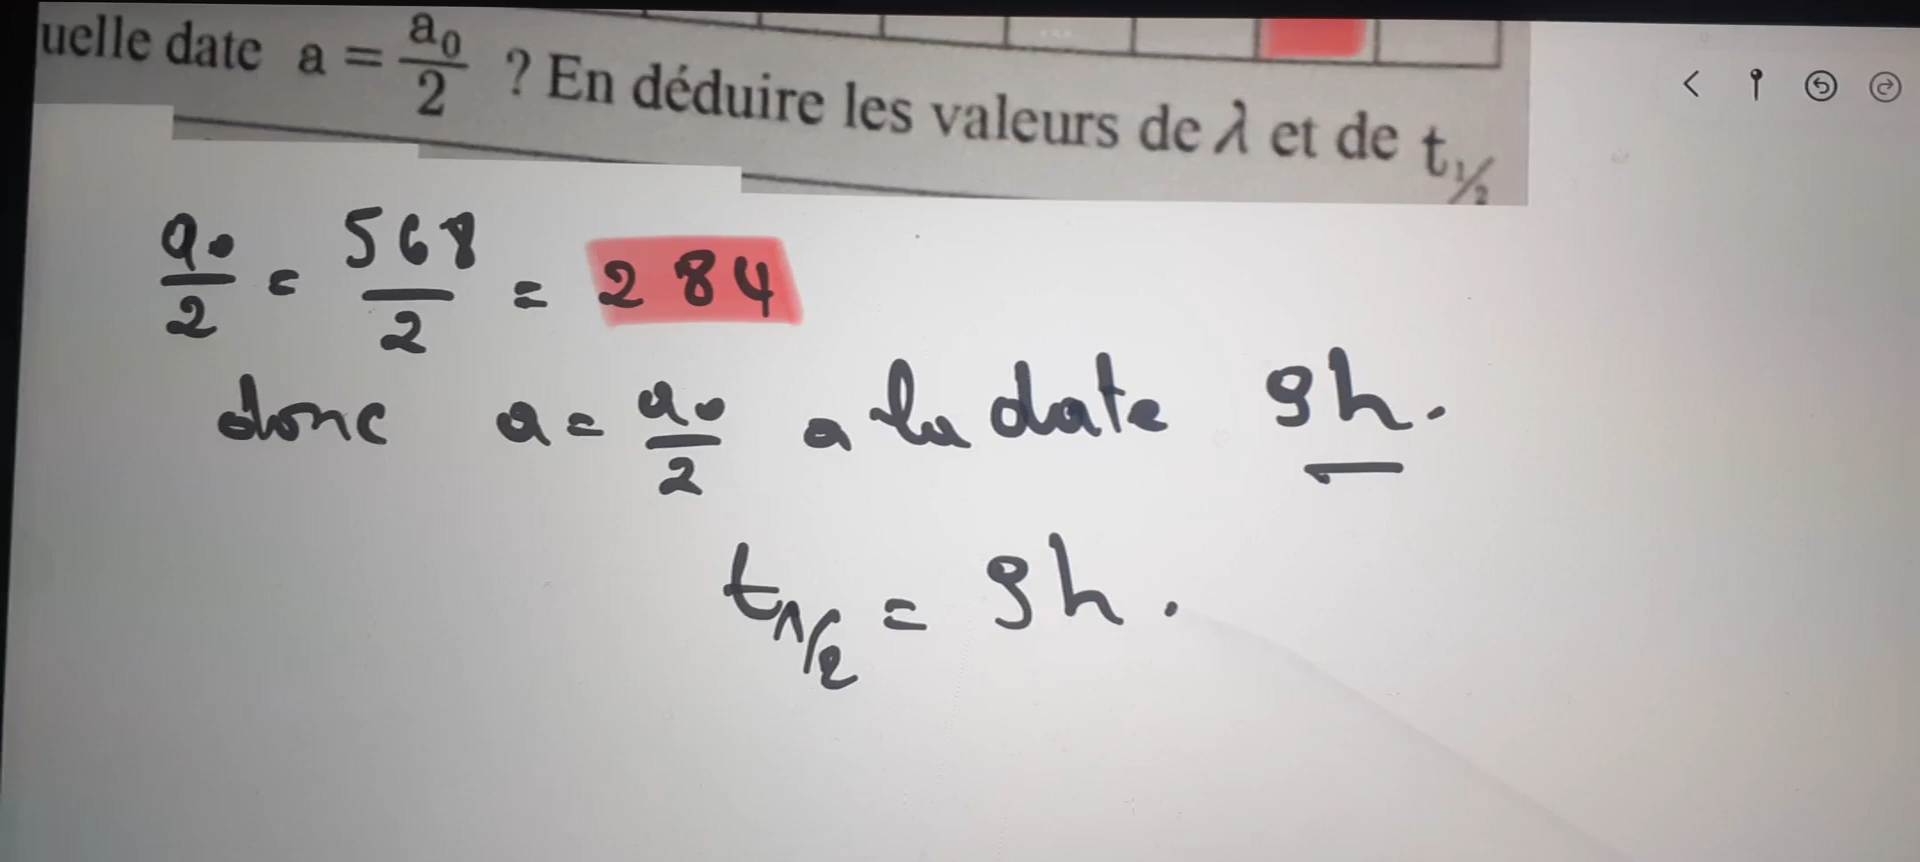 uelle date a = a₀/2 ? En déduire les valeurs de λ et de t₁/₂
a₀/2 = 568/2 = 284
donc a = a₀/2 a la date 9h.
t₁/₂ = 9h.